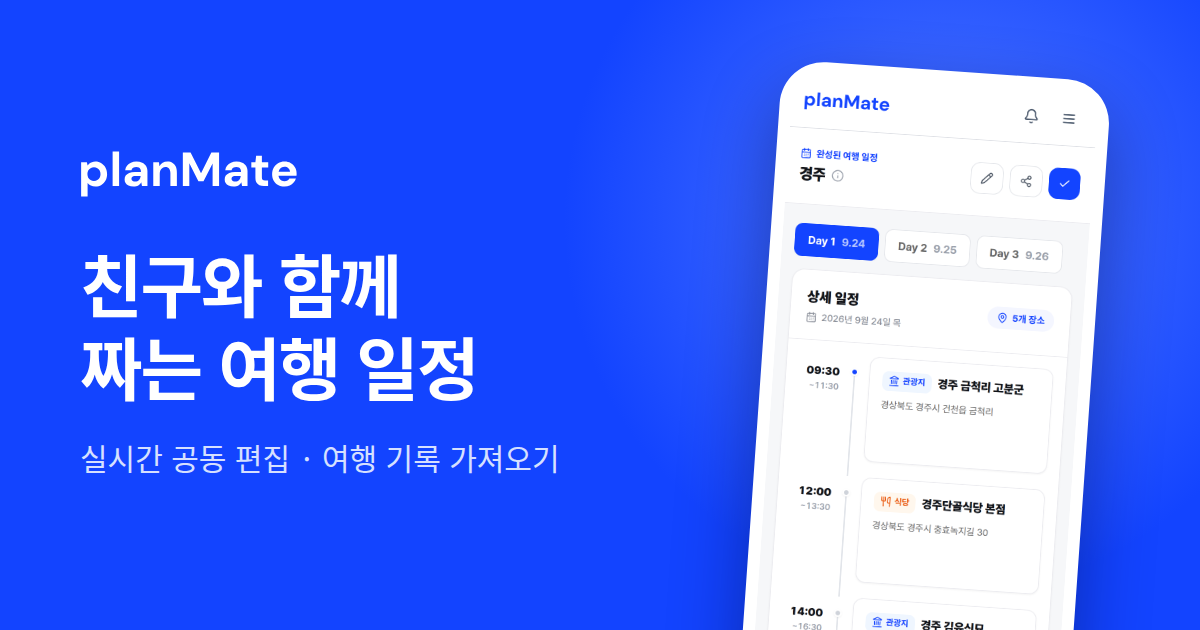 planMate
친구와 함께
짜는 여행 일정
실시간 공동 편집 · 여행 기록 가져오기
planMate
완성된 여행 일정
경주
Day 1 9.24
Day 2 9.25
Day 3 9.26
상세 일정
2026년 9월 24일 목
5개 장소
09:30
~11:30
관광지 경주 금척리 고분군
경상북도 경주시 건천읍 금척리
12:00
~13:30
식당 경주단골식당 본점
경상북도 경주시 충효녹지길 30
14:00
~16:30
관광지 경주 김유신묘